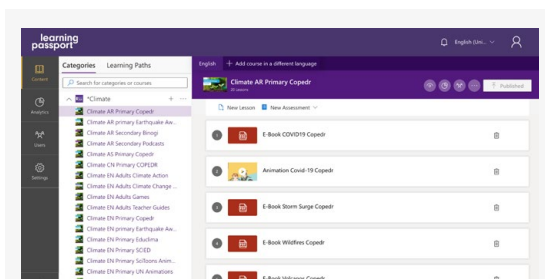 learning
passport
English (Uni...
Content
Analytics
Users
Settings
Categories
Learning Paths
Search for categories or courses
*Climate
Climate AR Primary Copedr
Climate AR primary Earthquake Aw...
Climate AR Secondary Binogi
Climate AR Secondary Podcasts
Climate AS Primary Copedr
Climate CN Primary COPEDR
Climate EN Adults Climate Action
Climate EN Adults Climate Change ...
Climate EN Adults Games
Climate EN Adults Teacher Guides
Climate EN Primary Copedr
Climate EN primary Earthquake Aw...
Climate EN Primary Educlima
Climate EN Primary SCIED
Climate EN Primary SciToons Anim...
Climate EN Primary UN Animations
English
+ Add course in a different language
Climate AR Primary Copedr
Published
New Lesson
New Assessment
1
E-Book COVID19 Copedr
2
Animation Covid-19 Copedr
3
E-Book Storm Surge Copedr
4
E-Book Wildfires Copedr
E-Book Volcanos Copedr